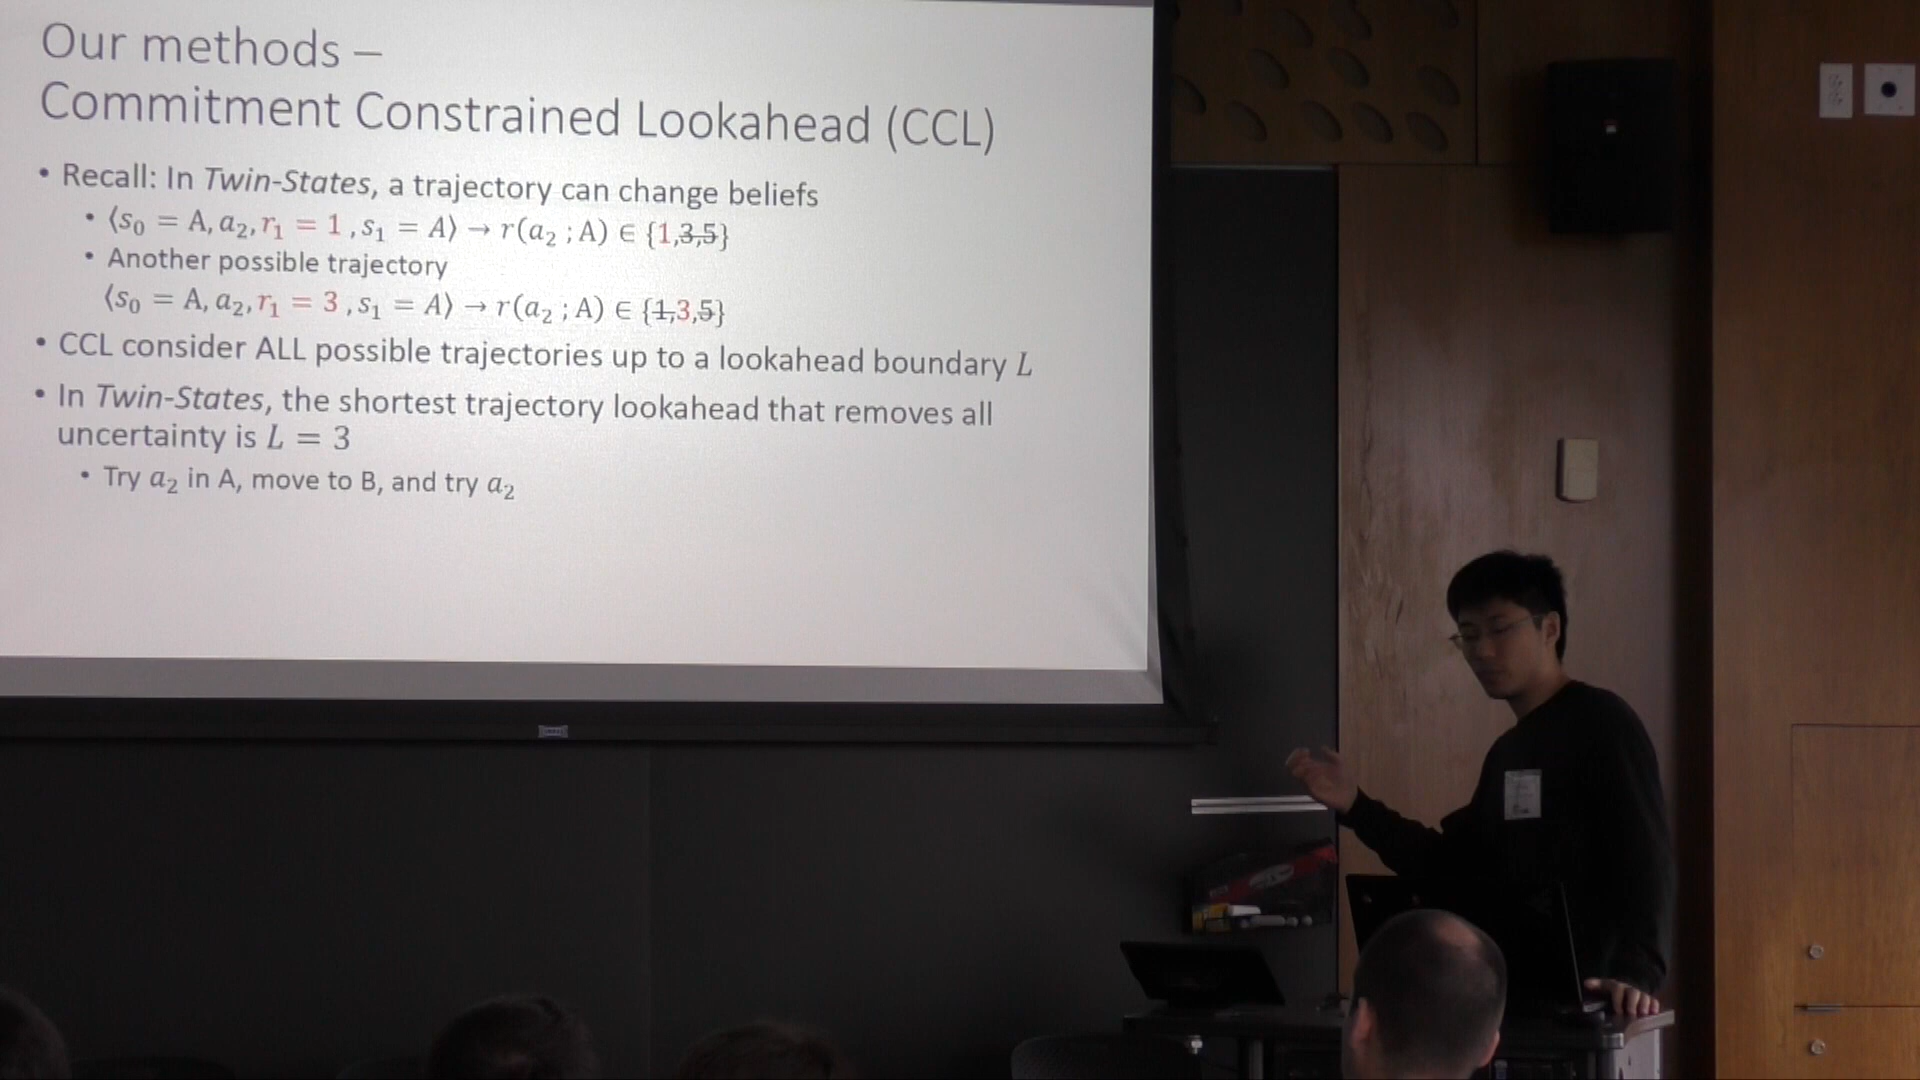 Our methods –
Commitment Constrained Lookahead (CCL)
• Recall: In Twin-States, a trajectory can change beliefs
• ⟨s₀ = A, a₂, r₁ = 1 , s₁ = A⟩ → r(a₂ ; A) ∈ {1,3,5}
• Another possible trajectory
⟨s₀ = A, a₂, r₁ = 3 , s₁ = A⟩ → r(a₂ ; A) ∈ {1,3,5}
• CCL consider ALL possible trajectories up to a lookahead boundary L
• In Twin-States, the shortest trajectory lookahead that removes all
uncertainty is L = 3
• Try a₂ in A, move to B, and try a₂